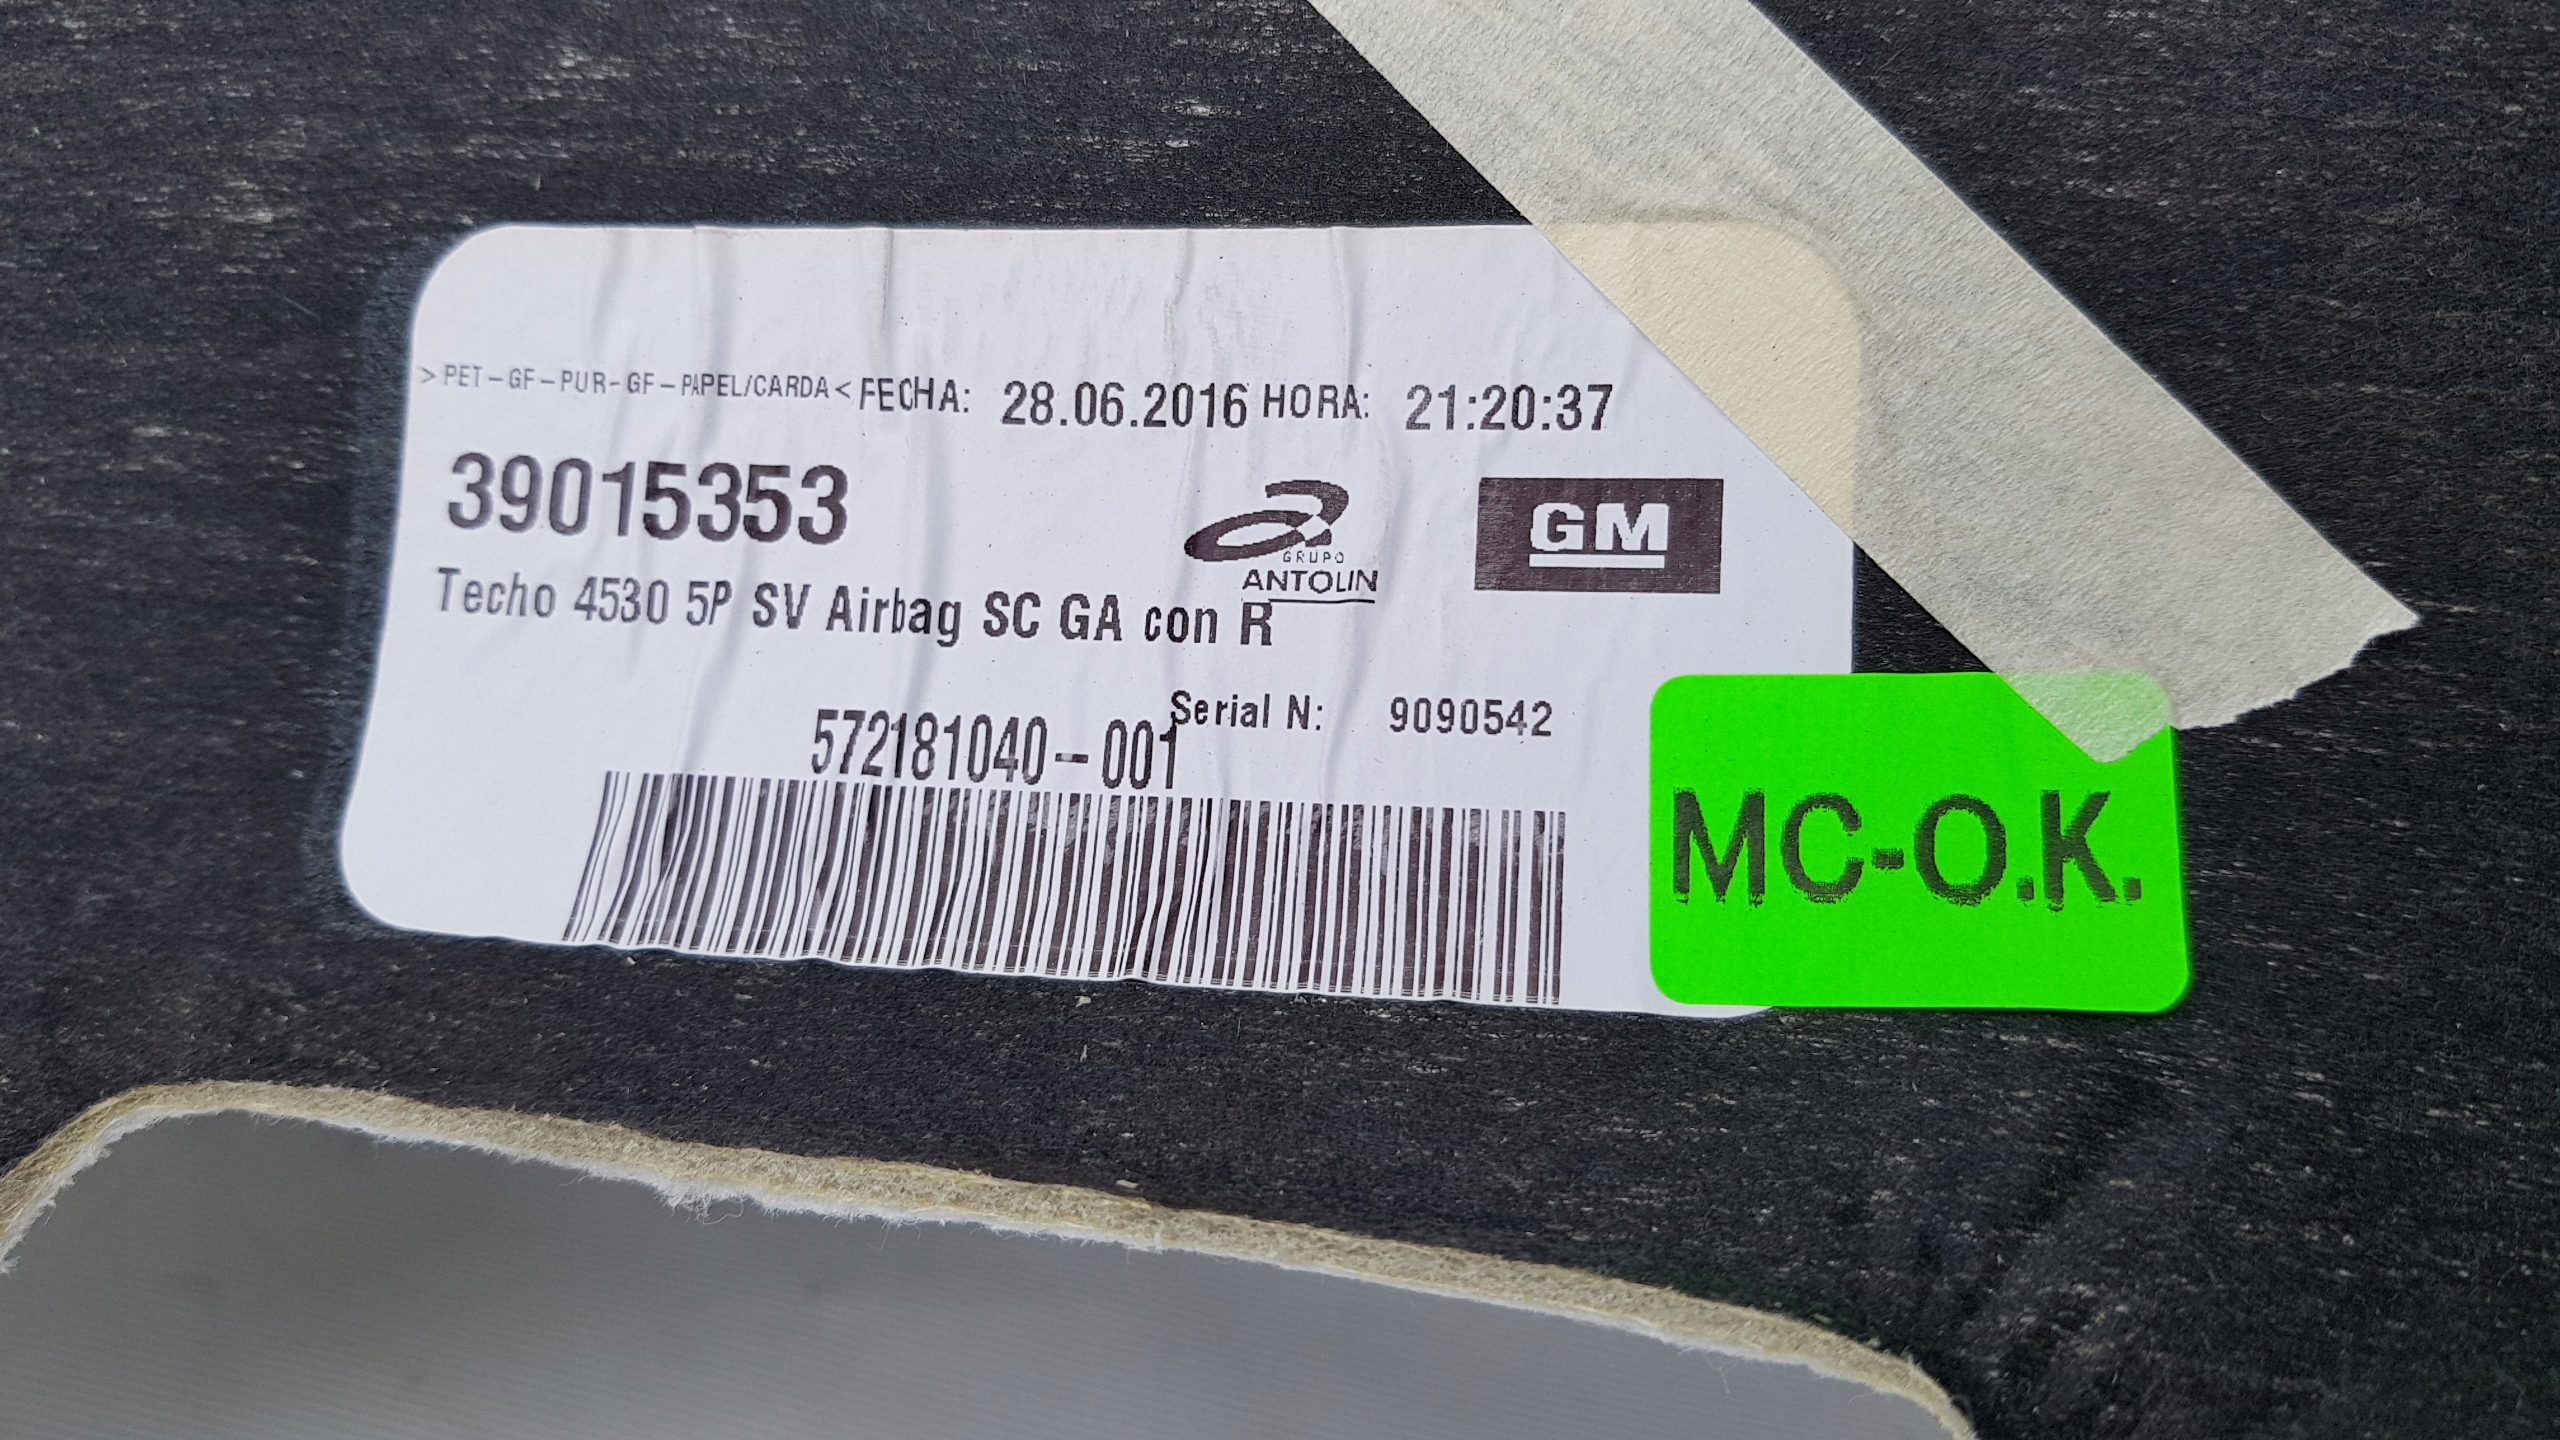 >PET-GF-PUR-GF-PAPEL/CARDA< FECHA: 28.06.2016 HORA: 21:20:37
39015353
GRUPO
ANTOLIN
GM
Techo 4530 5P SV Airbag SC GA con R
Serial N: 9090542
572181040-001
MC-O.K.